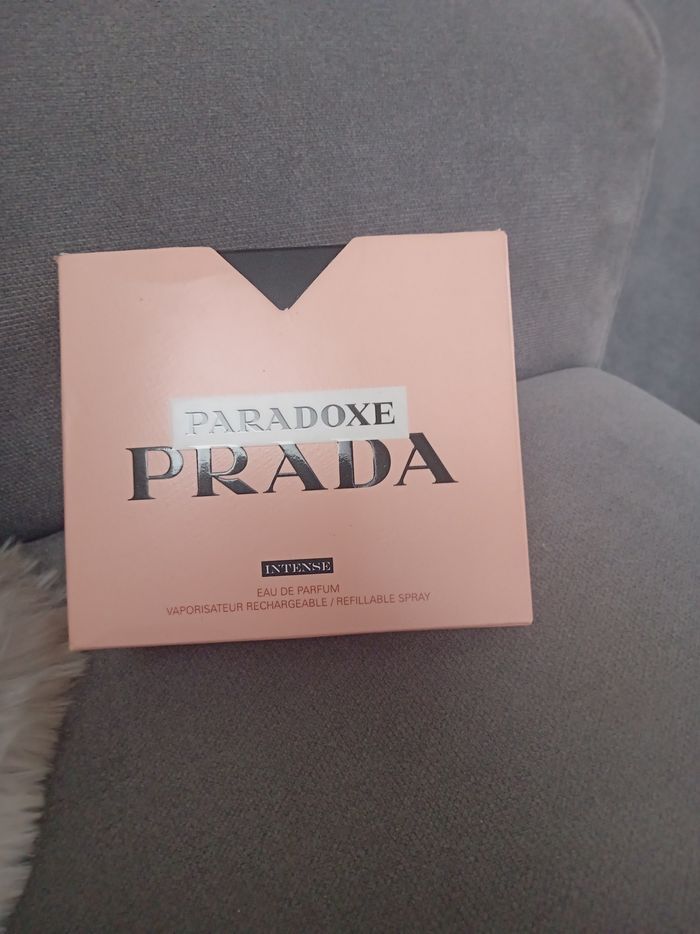 PARADOXE
PRADA
INTENSE
EAU DE PARFUM
VAPORISATEUR RECHARGEABLE / REFILLABLE SPRAY